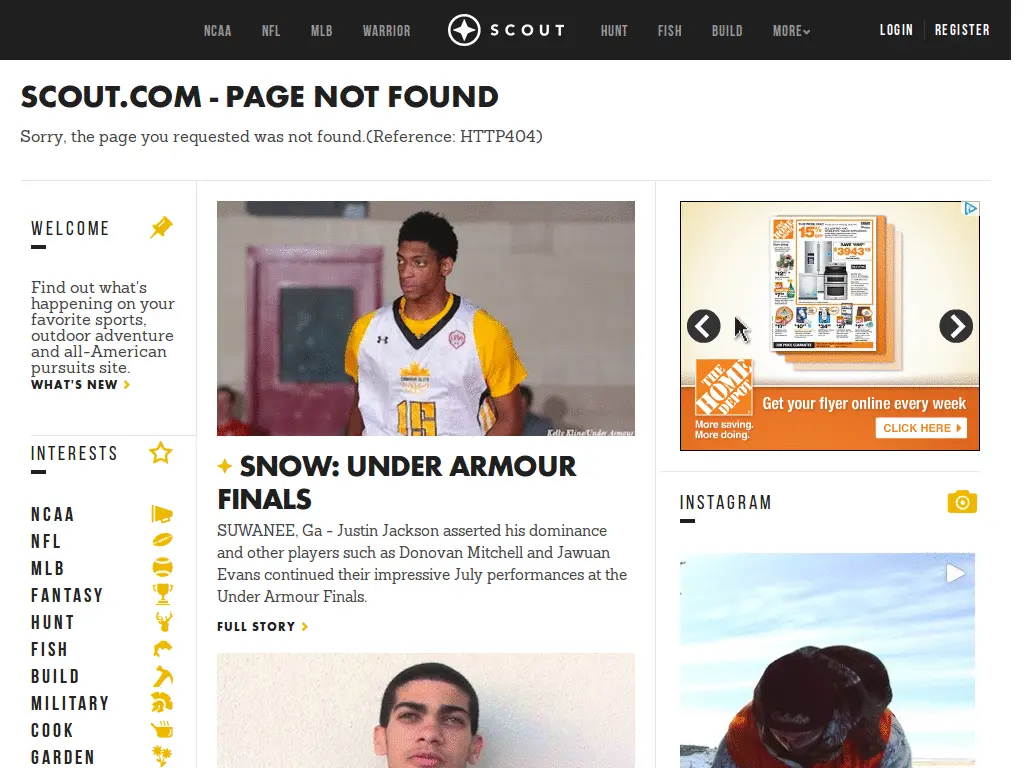 NCAA NFL MLB WARRIOR SCOUT HUNT FISH BUILD MORE LOGIN REGISTER
SCOUT.COM - PAGE NOT FOUND
Sorry, the page you requested was not found.(Reference: HTTP404)
WELCOME
Find out what's
happening on your
favorite sports,
outdoor adventure
and all-American
pursuits site.
WHAT'S NEW
INTERESTS
NCAA
NFL
MLB
FANTASY
HUNT
FISH
BUILD
MILITARY
COOK
GARDEN
15
Kelly Kline/Under Armour
SNOW: UNDER ARMOUR
FINALS
SUWANEE, Ga - Justin Jackson asserted his dominance
and other players such as Donovan Mitchell and Jawuan
Evans continued their impressive July performances at the
Under Armour Finals.
FULL STORY
15%
THE HOME DEPOT
More saving.
More doing.
Get your flyer online every week
CLICK HERE
INSTAGRAM